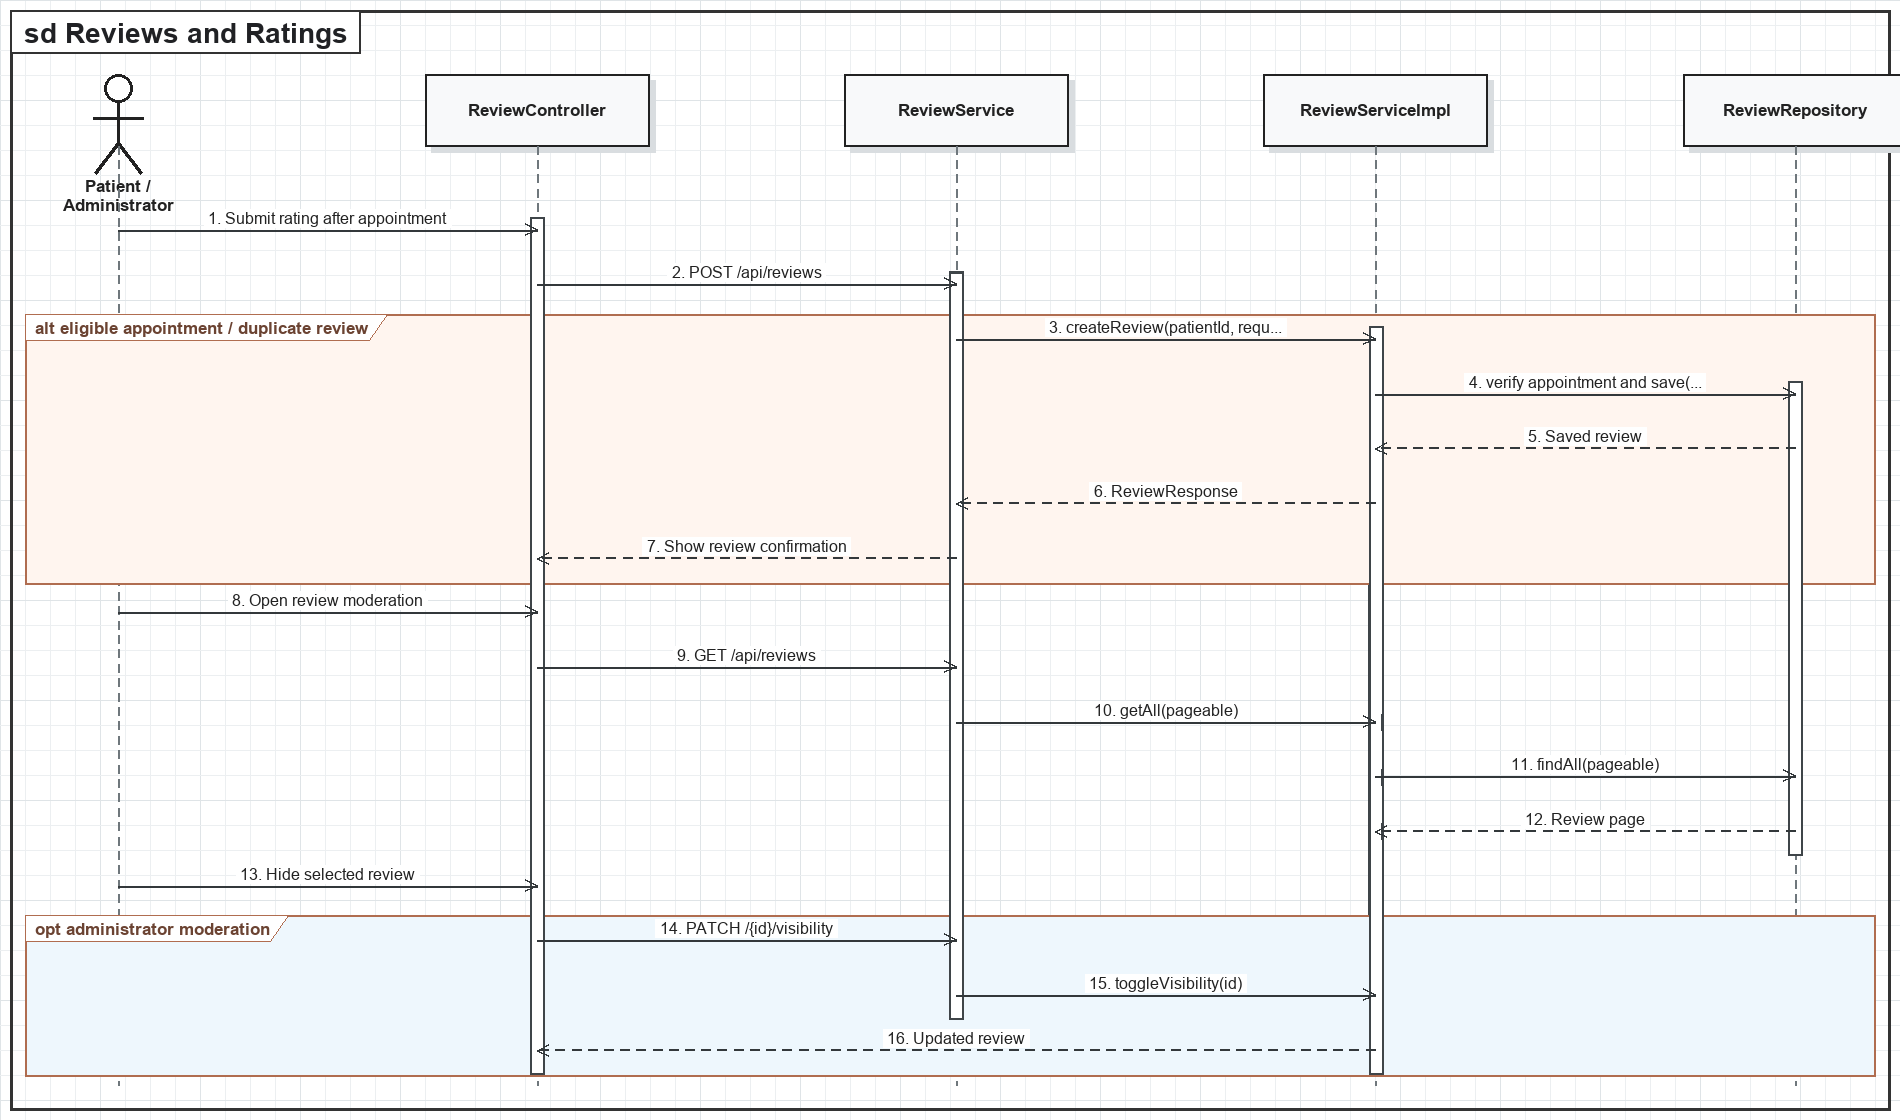 sd Reviews and Ratings
ReviewController
ReviewService
ReviewServiceImpl
ReviewRepository
Patient /
Administrator
1. Submit rating after appointment
2. POST /api/reviews
alt eligible appointment / duplicate review
3. createReview(patientId, requ...
4. verify appointment and save(...
5. Saved review
6. ReviewResponse
7. Show review confirmation
8. Open review moderation
9. GET /api/reviews
10. getAll(pageable)
11. findAll(pageable)
12. Review page
13. Hide selected review
opt administrator moderation
14. PATCH /{id}/visibility
15. toggleVisibility(id)
16. Updated review